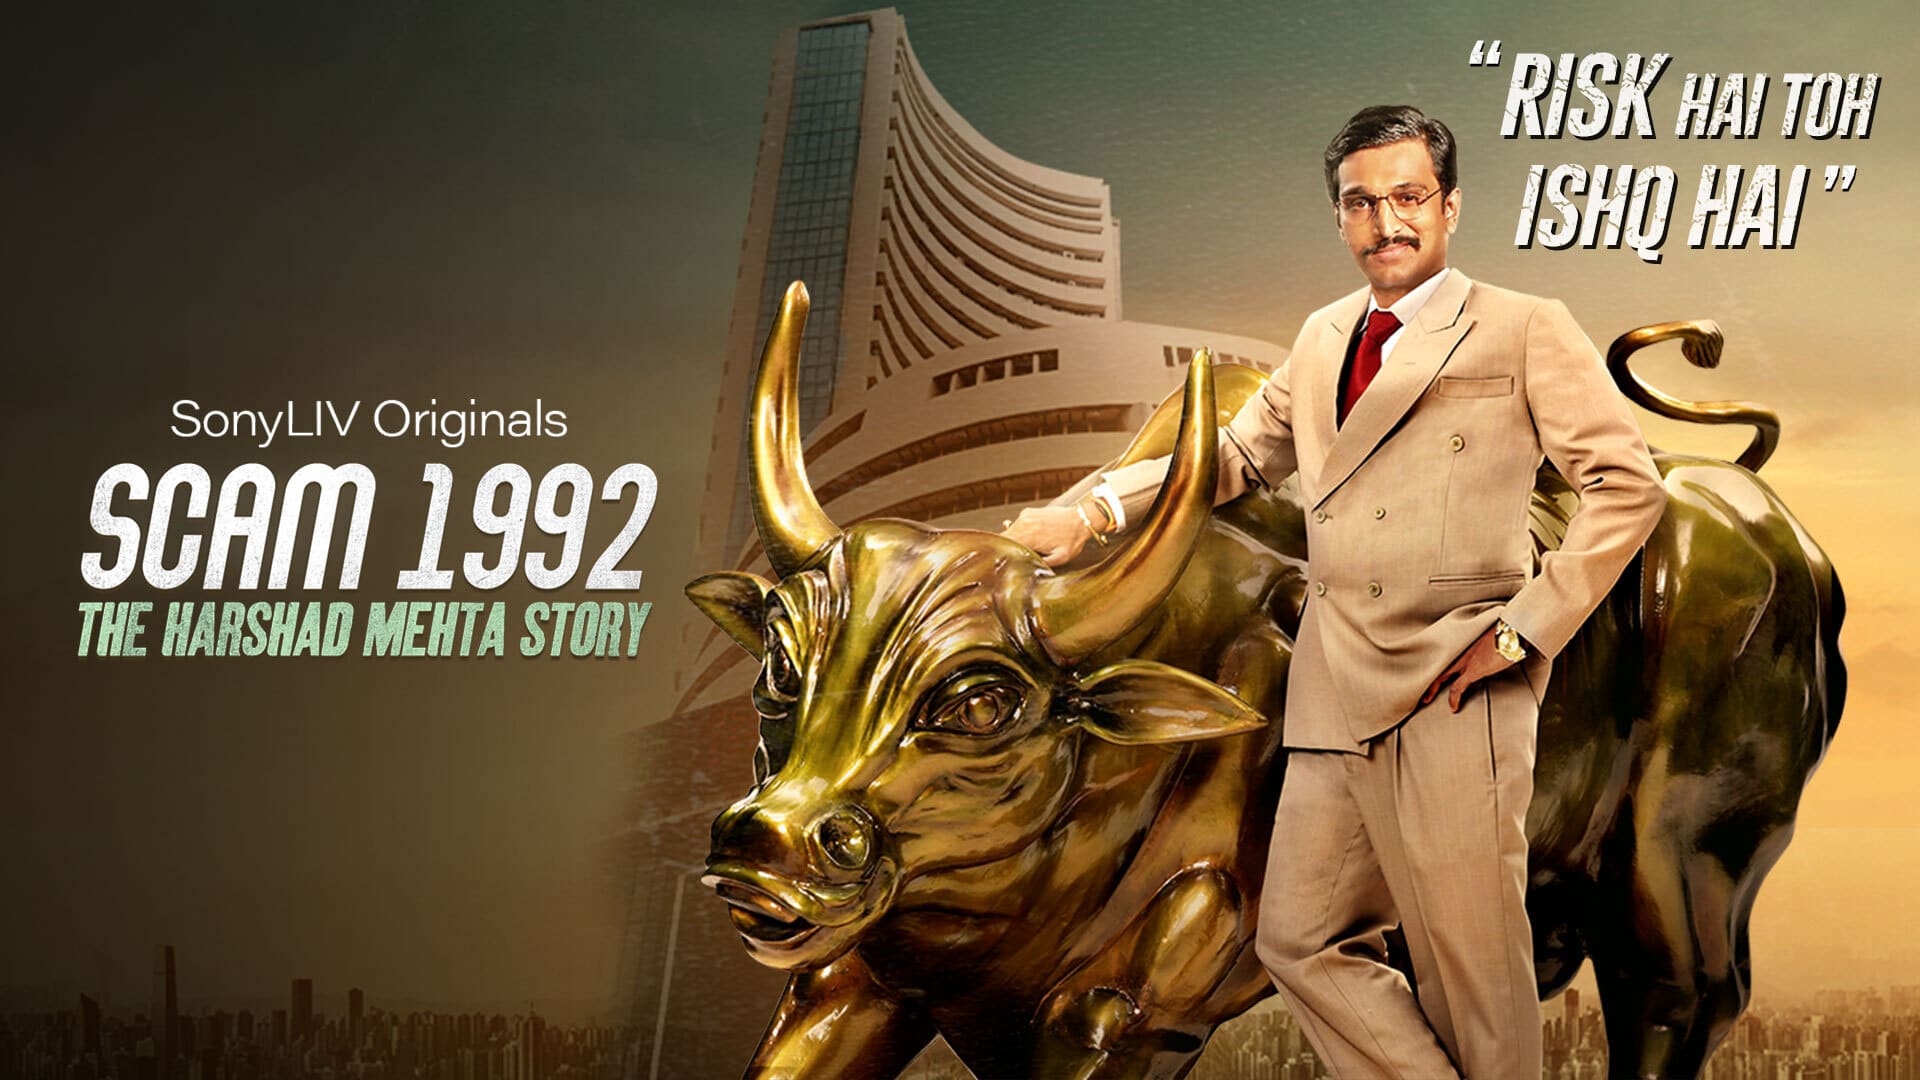 “RISK HAI TOH
ISHQ HAI”
SonyLIV Originals
SCAM 1992
THE HARSHAD MEHTA STORY